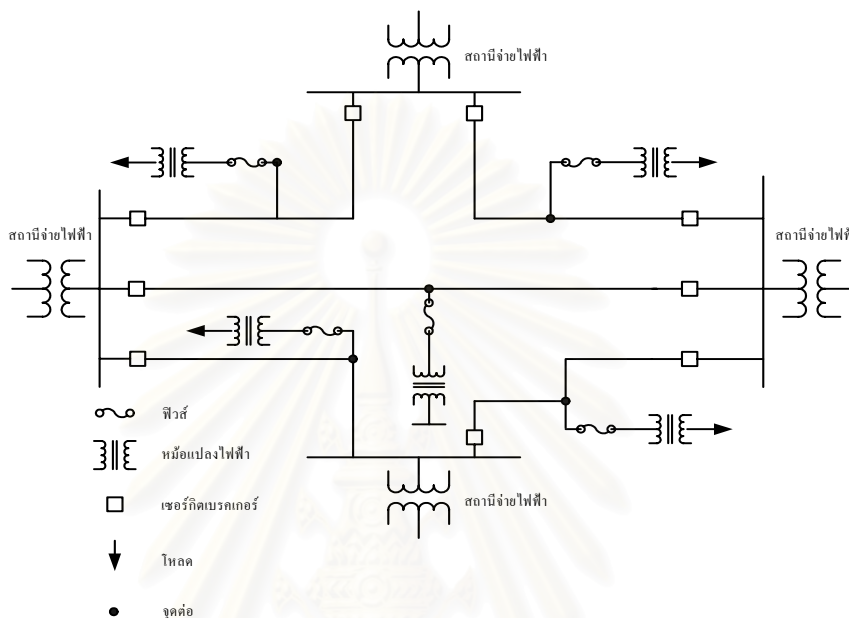 สถานีจ่ายไฟฟ้า
สถานีจ่ายไฟฟ้า
สถานีจ่ายไฟฟ้
ฟิวส์
หม้อแปลงไฟฟ้า
เซอร์กิตเบรคเกอร์
สถานีจ่ายไฟฟ้า
โหลด
จุดต่อ